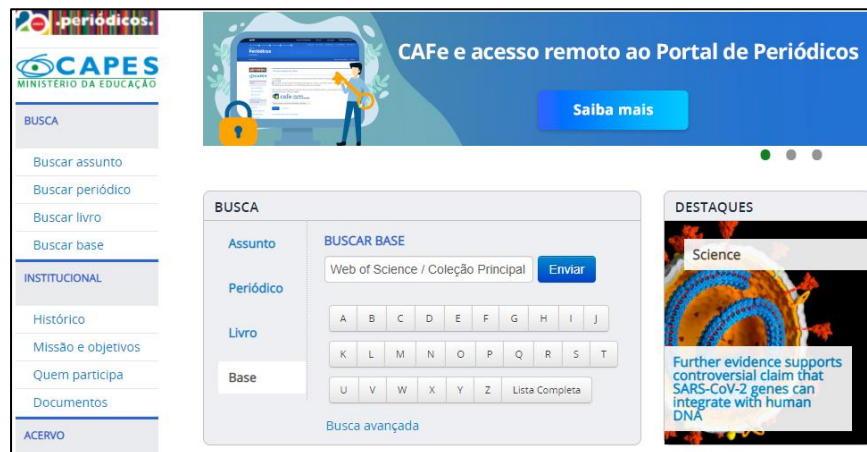 .periódicos.
CAPES
MINISTÉRIO DA EDUCAÇÃO
BUSCA
Buscar assunto
Buscar periódico
Buscar livro
Buscar base
INSTITUCIONAL
Histórico
Missão e objetivos
Quem participa
Documentos
ACERVO
CAFe e acesso remoto ao Portal de Periódicos
Saiba mais
BUSCA
Assunto
Periódico
Livro
Base
BUSCAR BASE
Web of Science / Coleção Principal Enviar
A B C D E F G H I J
K L M N O P Q R S T
U V W X Y Z Lista Completa
Busca avançada
DESTAQUES
Science
Further evidence supports
controversial claim that
SARS-CoV-2 genes can
integrate with human
DNA